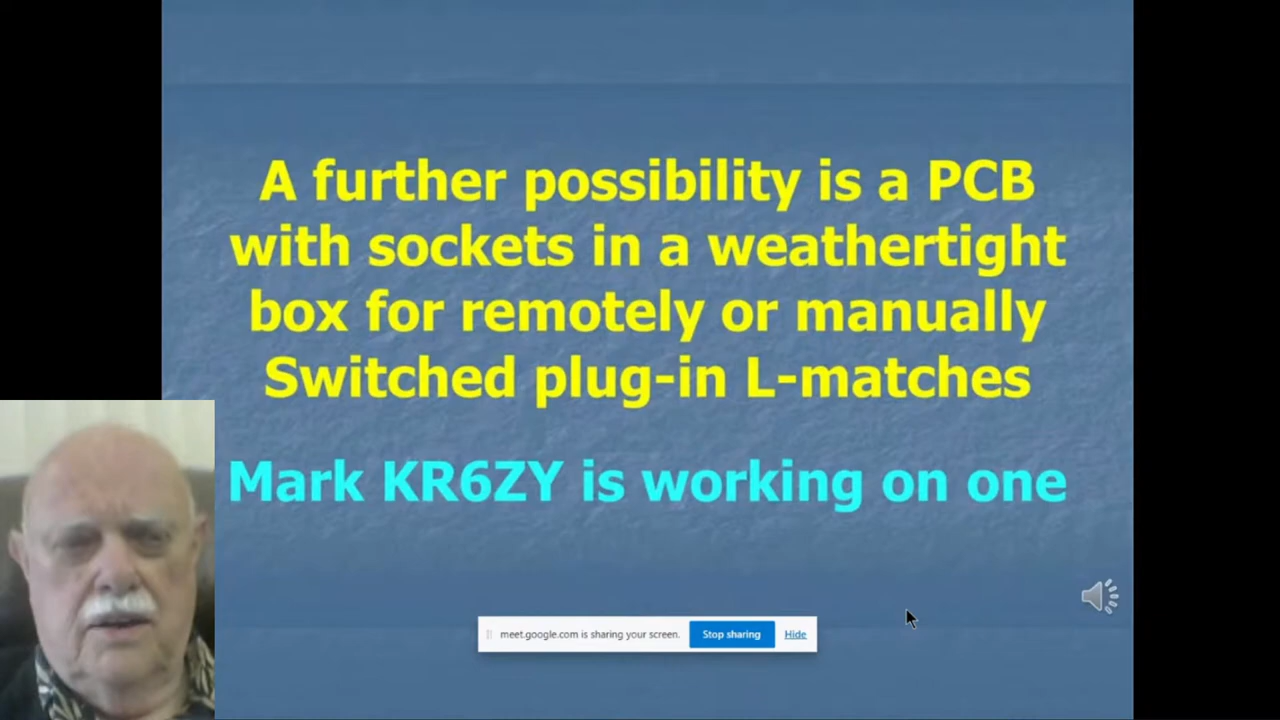 A further possibility is a PCB
with sockets in a weathertight
box for remotely or manually
Switched plug-in L-matches
Mark KR6ZY is working on one
meet.google.com is sharing your screen. Stop sharing Hide